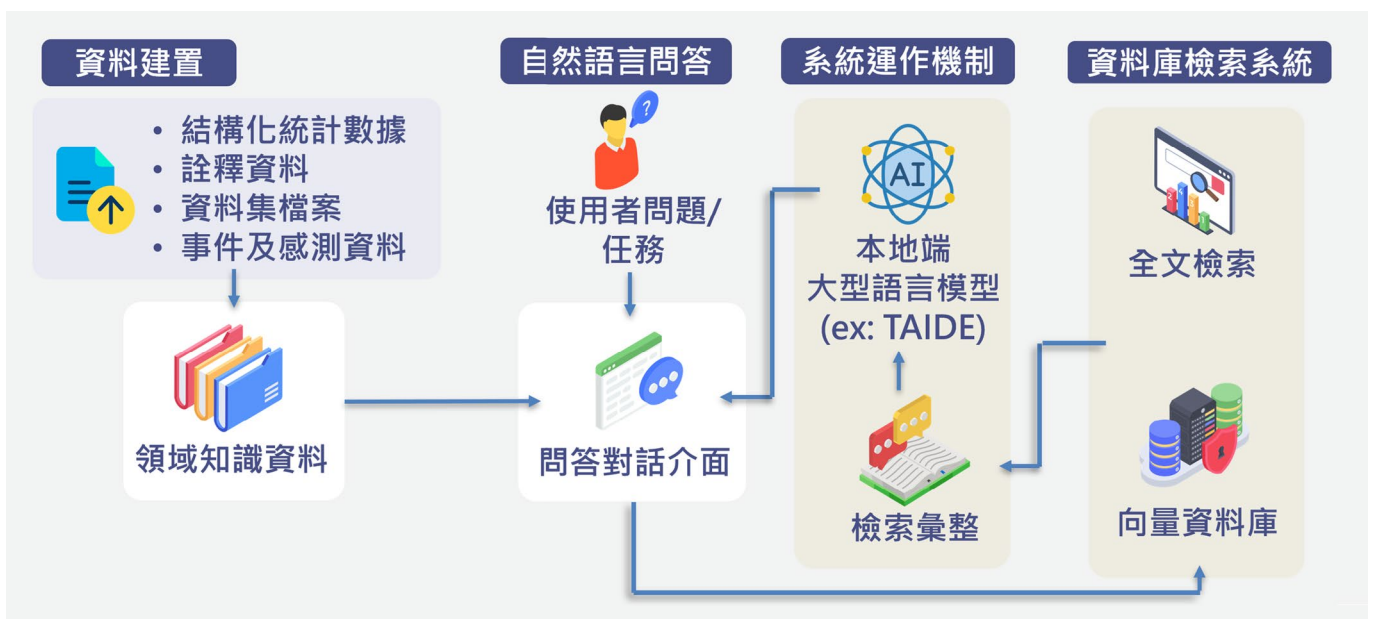 資料建置
• 結構化統計數據
• 詮釋資料
• 資料集檔案
• 事件及感測資料
領域知識資料
自然語言問答
?
使用者問題/
任務
問答對話介面
系統運作機制
AI
本地端
大型語言模型
(ex: TAIDE)
檢索彙整
資料庫檢索系統
全文檢索
向量資料庫